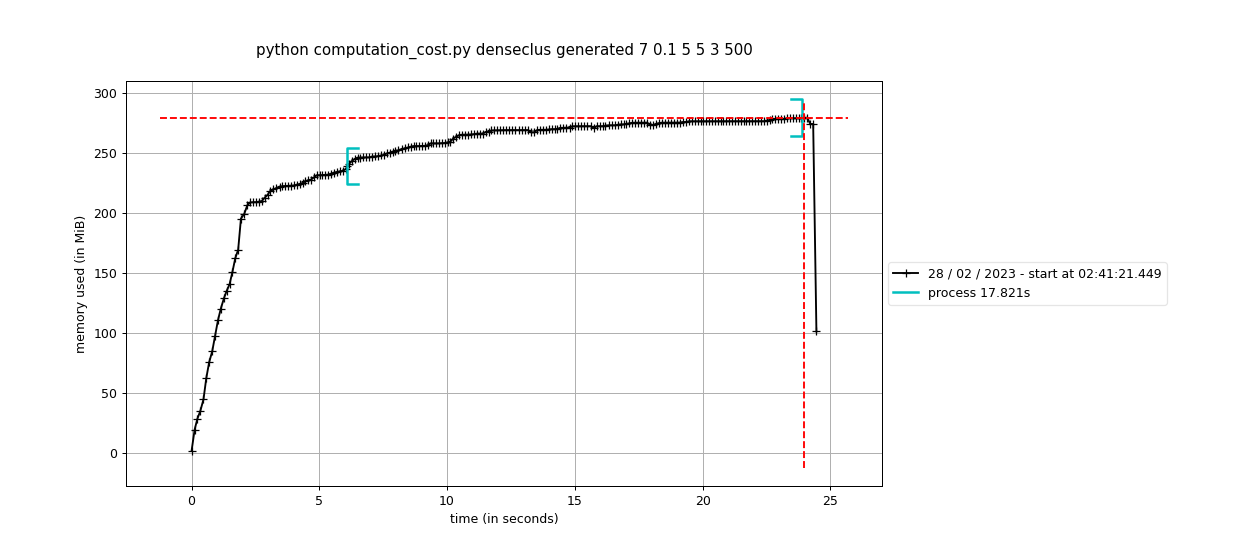 python computation_cost.py denseclus generated 7 0.1 5 5 3 500
300
250
200
150
100
50
0
memory used (in MiB)
0 5 10 15 20 25
time (in seconds)
28 / 02 / 2023 - start at 02:41:21.449
process 17.821s